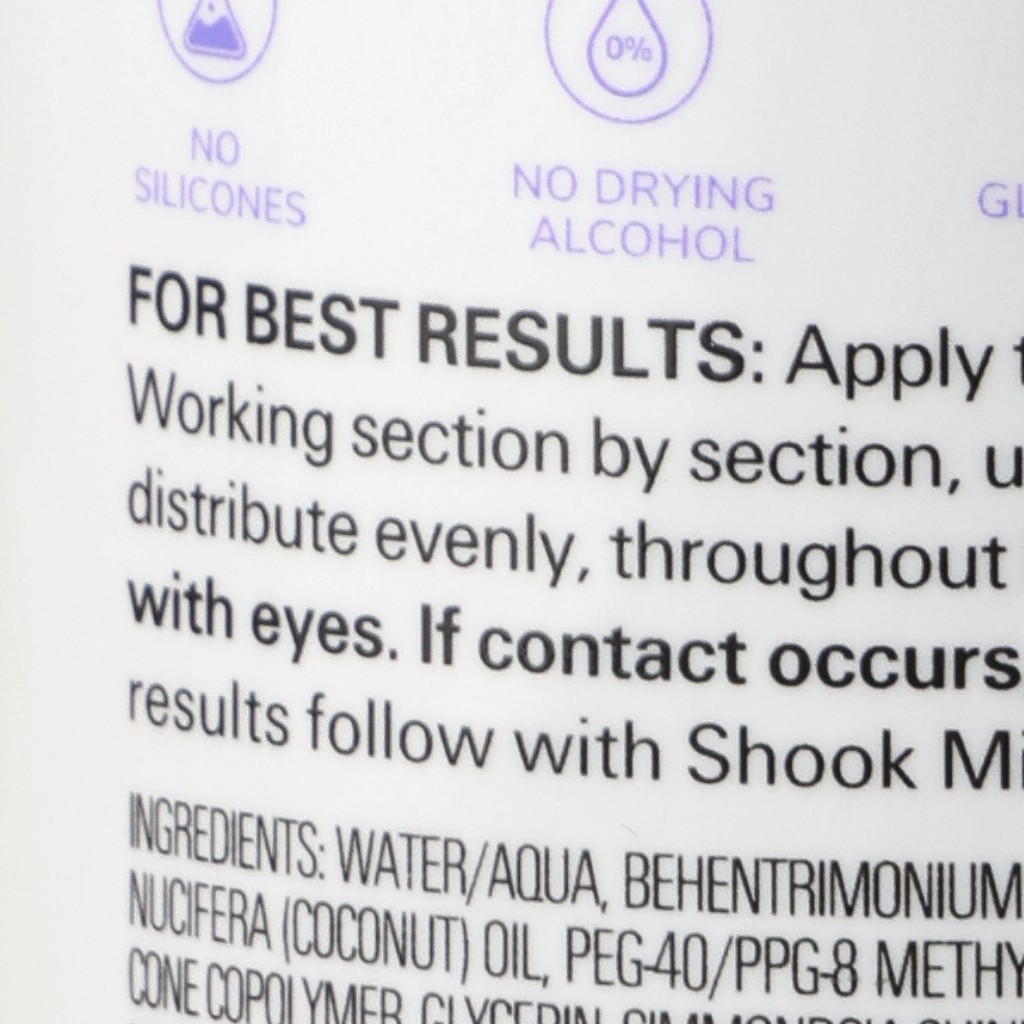 0%
NO
SILICONES
NO DRYING
ALCOHOL
FOR BEST RESULTS: Apply
Working section by section,
distribute evenly, throughout
with eyes. If contact occurs
results follow with Shook
INGREDIENTS: WATER/AQUA, BEHENTRIMONIUM
NUCIFERA (COCONUT) OIL, PEG-40/PPG-8
CONE COPOLYMER, GLYCERIN,